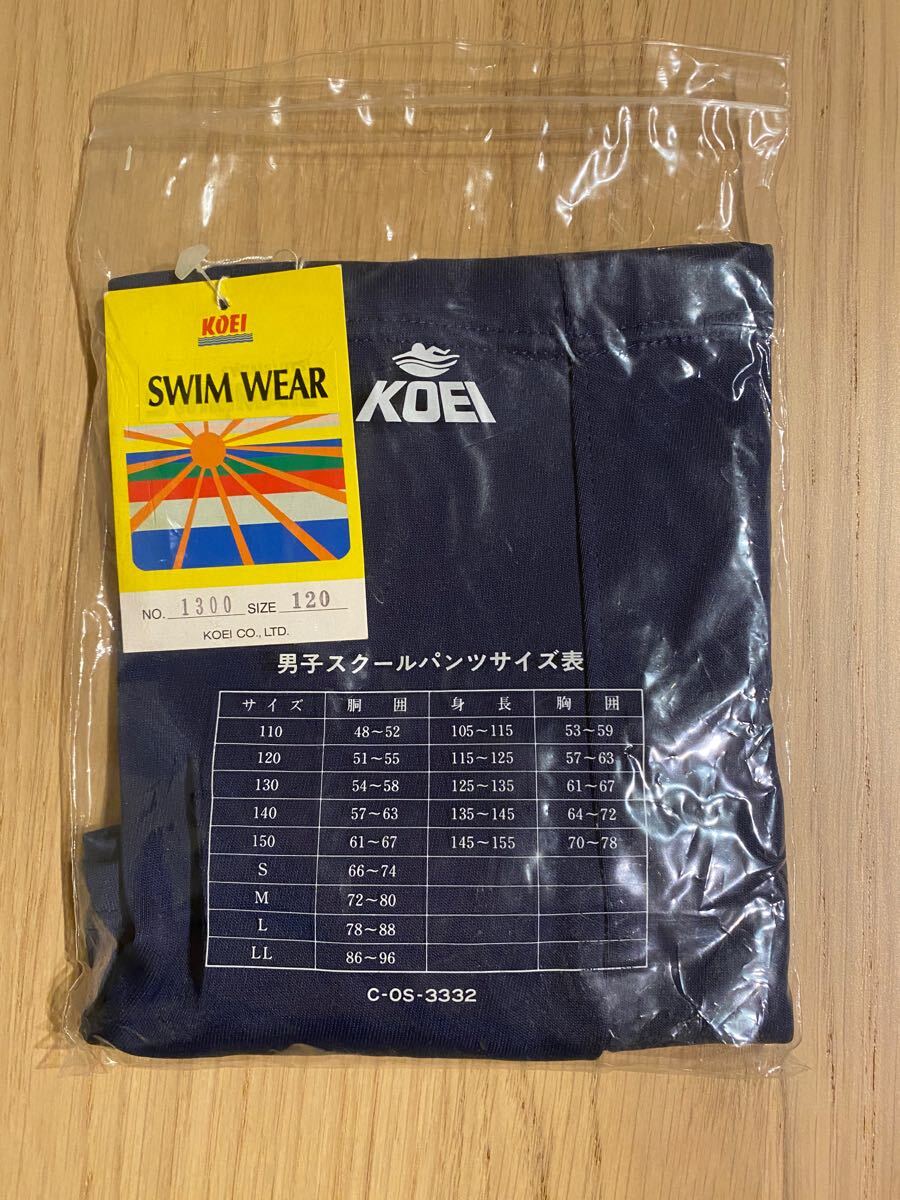 KOEI
SWIM WEAR
NO. 1300 SIZE 120
KOEI CO., LTD.
KOEI
男子スクールパンツサイズ表
サイズ 胴囲 身長 胸囲
110 48～52 105～115 53～59
120 51～55 115～125 57～63
130 54～58 125～135 61～67
140 57～63 135～145 64～72
150 61～67 145～155 70～78
S 66～74
M 72～80
L 78～88
LL 86～96
C-OS-3332